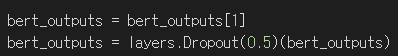 bert_outputs = bert_outputs[1]
bert_outputs = layers.Dropout(0.5)(bert_outputs)